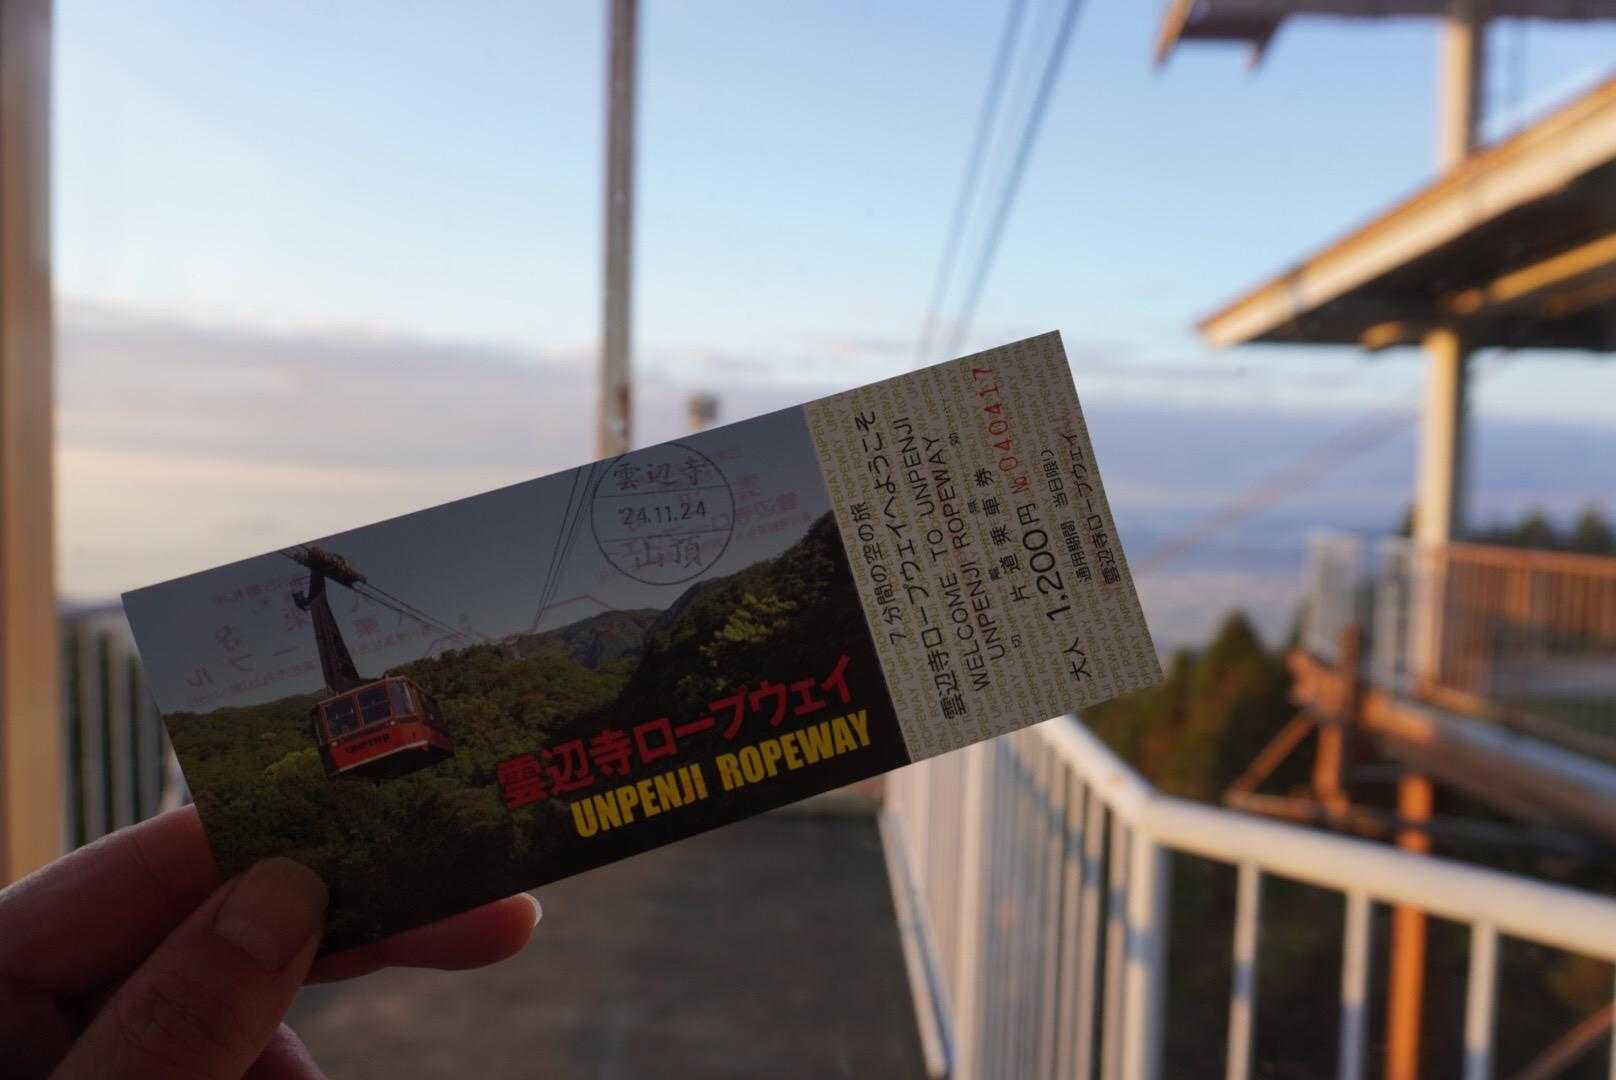 雲辺寺
'24.11.24
山頂
UNPENJI
雲辺寺ロープウェイ
UNPENJI ROPEWAY
7分間の空の旅
雲辺寺ロープウェイへようこそ
WELCOME TO UNPENJI
UNPENJI ROPEWAY
片道乗車券
№ 040417
大人 1,200円
通用期間 当日限り
雲辺寺ロープウェイ